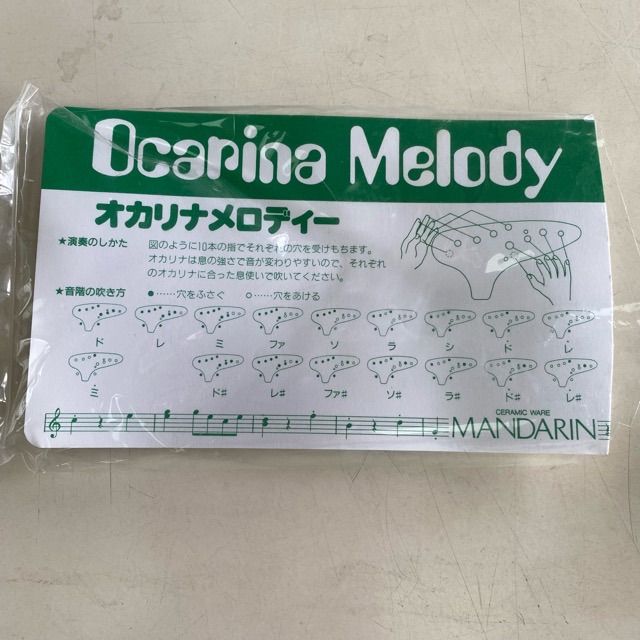 Ocarina Melody
オカリナメロディー
★演奏のしかた 図のように10本の指でそれぞれの穴を受けもちます。
オカリナは息の強さで音が変わりやすいので、それぞれ
のオカリナに合った息使いで吹いてください。
★音階の吹き方 ●……穴をふさぐ ○……穴をあける
ド レ ミ ファ ソ ラ シ ド レ
ミ ド♯ レ♯ ファ♯ ソ♯ ラ♯ ド♯ レ♯
CERAMIC WARE
MANDARIN